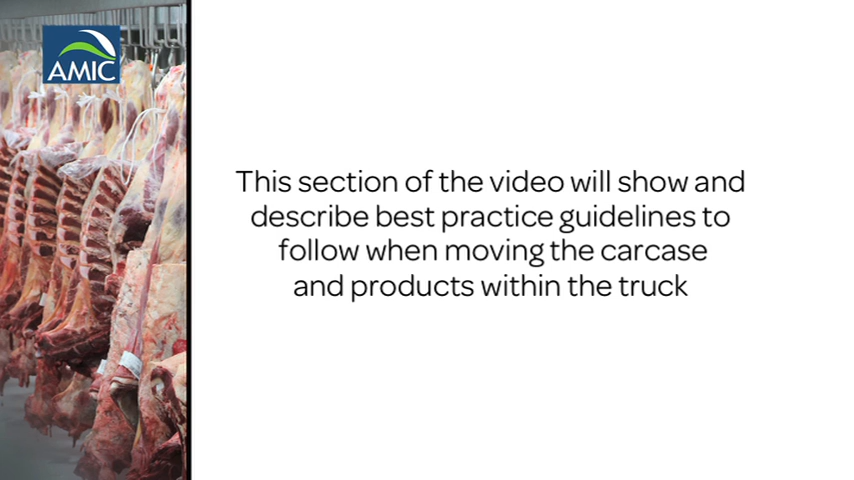 AMIC
This section of the video will show and
describe best practice guidelines to
follow when moving the carcase
and products within the truck